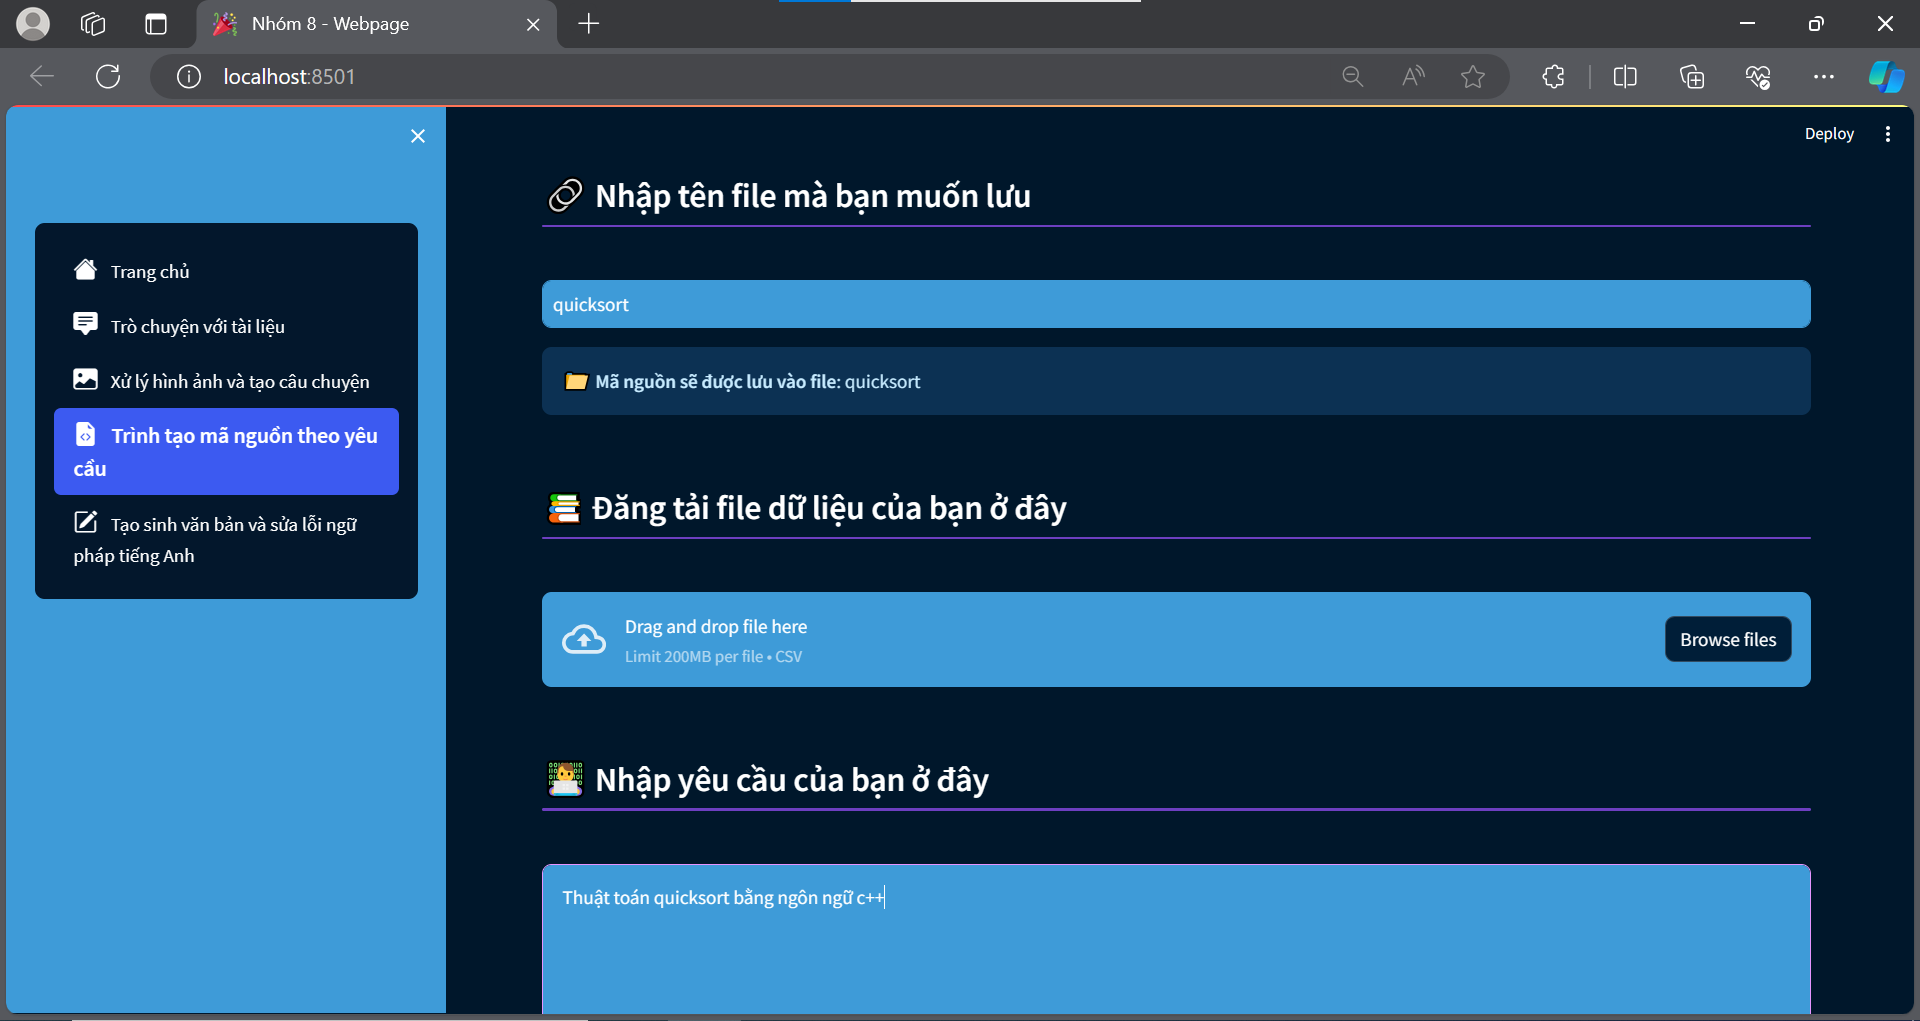 Nhóm 8 - Webpage
localhost:8501
Deploy
Trang chủ
Trò chuyện với tài liệu
Xử lý hình ảnh và tạo câu chuyện
Trình tạo mã nguồn theo yêu
cầu
Tạo sinh văn bản và sửa lỗi ngữ
pháp tiếng Anh
Nhập tên file mà bạn muốn lưu
quicksort
Mã nguồn sẽ được lưu vào file: quicksort
Đăng tải file dữ liệu của bạn ở đây
Drag and drop file here
Limit 200MB per file • CSV
Browse files
Nhập yêu cầu của bạn ở đây
Thuật toán quicksort bằng ngôn ngữ c++